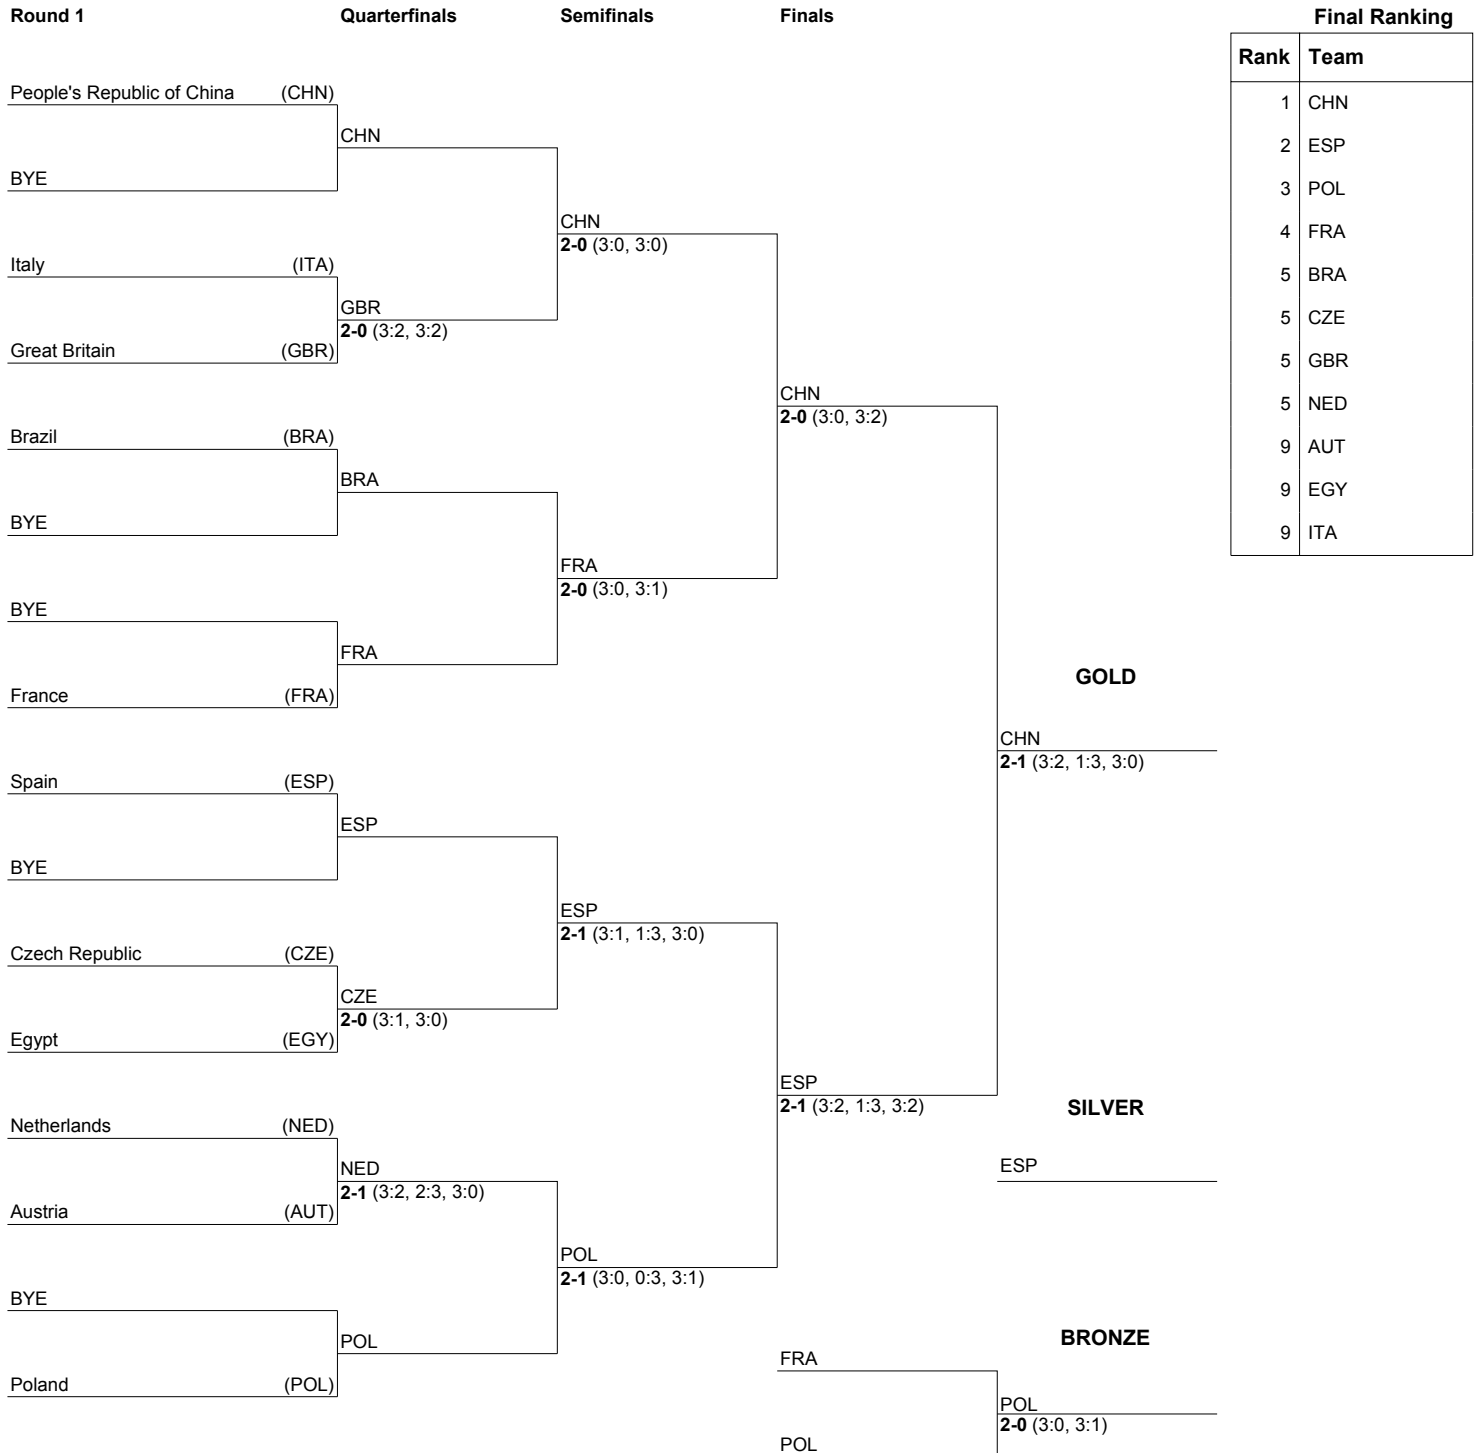 Round 1 Quarterfinals Semifinals Finals Final Ranking
Rank Team
1 CHN
2 ESP
3 POL
4 FRA
5 BRA
5 CZE
5 GBR
5 NED
9 AUT
9 EGY
9 ITA
People's Republic of China (CHN)
CHN
BYE
CHN
2-0 (3:0, 3:0)
Italy (ITA)
GBR
2-0 (3:2, 3:2)
Great Britain (GBR)
CHN
2-0 (3:0, 3:2)
Brazil (BRA)
BRA
BYE
FRA
2-0 (3:0, 3:1)
BYE
FRA
France (FRA)
GOLD
CHN
2-1 (3:2, 1:3, 3:0)
Spain (ESP)
ESP
BYE
ESP
2-1 (3:1, 1:3, 3:0)
Czech Republic (CZE)
CZE
2-0 (3:1, 3:0)
Egypt (EGY)
ESP
2-1 (3:2, 1:3, 3:2)
SILVER
ESP
Netherlands (NED)
NED
2-1 (3:2, 2:3, 3:0)
Austria (AUT)
POL
2-1 (3:0, 0:3, 3:1)
BYE
POL
Poland (POL)
BRONZE
FRA
POL
2-0 (3:0, 3:1)
POL